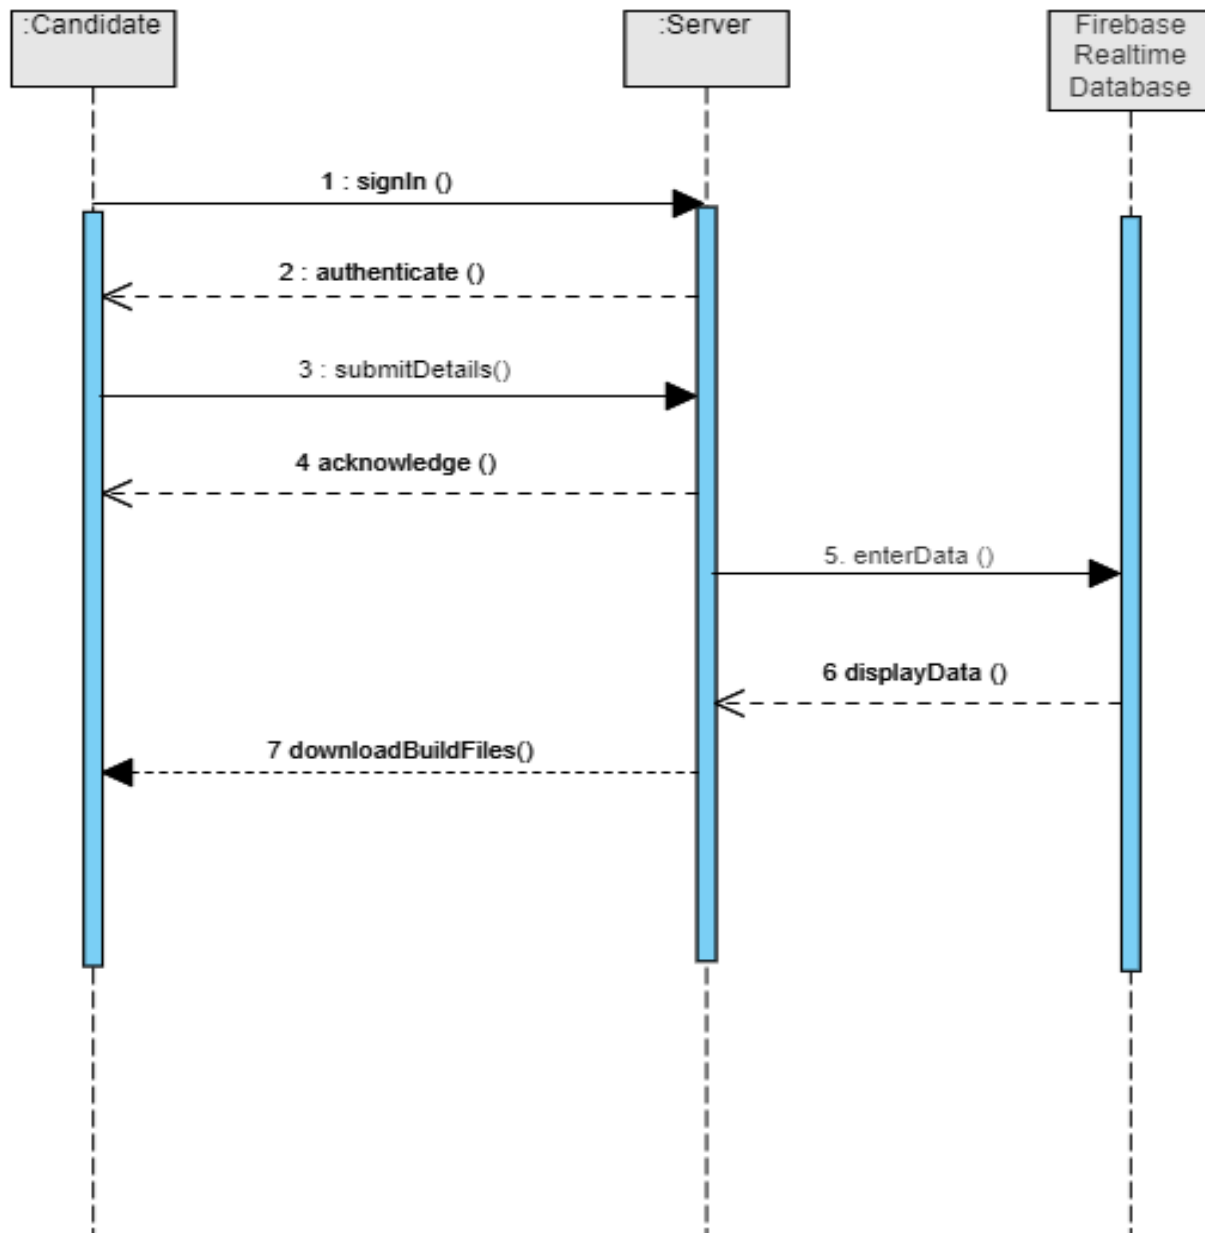 :Candidate
:Server
Firebase
Realtime
Database
1 : signIn ()
2 : authenticate ()
3 : submitDetails()
4 acknowledge ()
5. enterData ()
6 displayData ()
7 downloadBuildFiles()